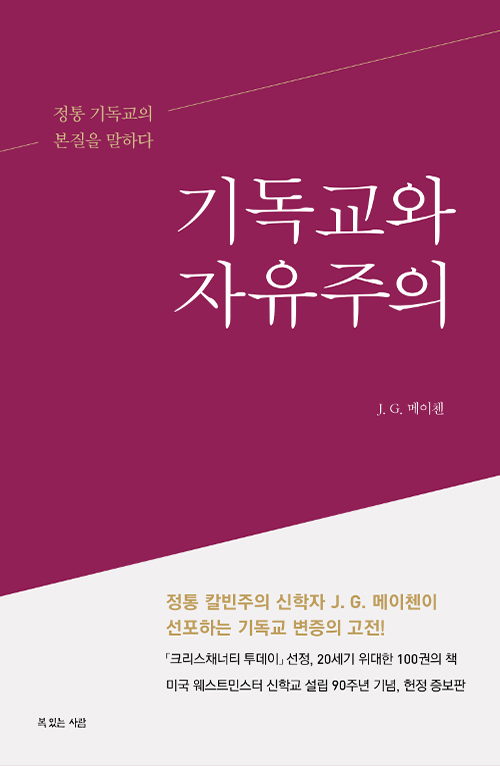 정통 기독교의
본질을 말하다
기독교와
자유주의
J. G. 메이첸
정통 칼빈주의 신학자 J. G. 메이첸이
선포하는 기독교 변증의 고전!
「크리스채너티 투데이」 선정, 20세기 위대한 100권의 책
미국 웨스트민스터 신학교 설립 90주년 기념, 헌정 증보판
복 있는 사람